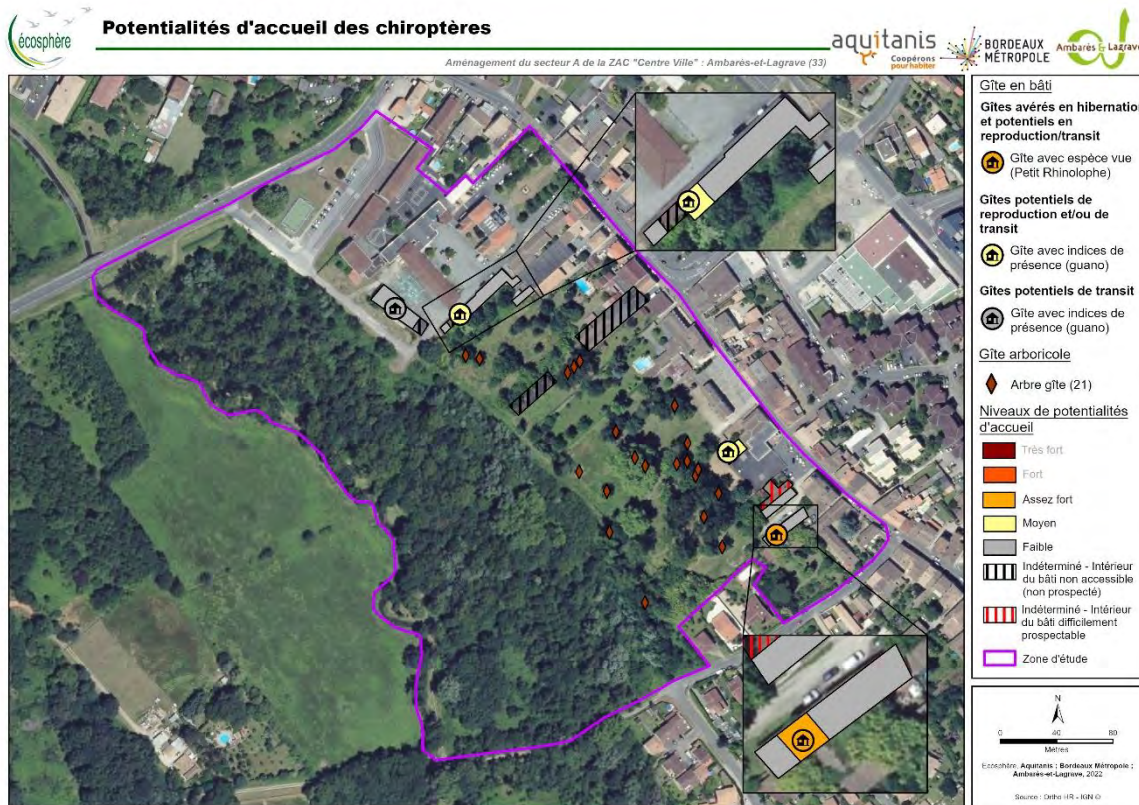 écosphère
Potentialités d'accueil des chiroptères
Aménagement du secteur A de la ZAC "Centre Ville" : Ambarès-et-Lagrave (33)
aquitanis
Coopérons
pour habiter
BORDEAUX
MÉTROPOLE
Ambarès & Lagrave
Gîte en bâti
Gîtes avérés en hibernation
et potentiels en
reproduction/transit
Gîte avec espèce vue
(Petit Rhinolophe)
Gîtes potentiels de
reproduction et/ou de
transit
Gîte avec indices de
présence (guano)
Gîtes potentiels de transit
Gîte avec indices de
présence (guano)
Gîte arboricole
Arbre gîte (21)
Niveaux de potentialités
d'accueil
Très fort
Fort
Assez fort
Moyen
Faible
Indéterminé - Intérieur
du bâti non accessible
(non prospecté)
Indéterminé - Intérieur
du bâti difficilement
prospectable
Zone d'étude
N
0 40 80
Mètres
Ecosphère, Aquitanis ; Bordeaux Métropole ;
Ambarès-et-Lagrave, 2022
Source : Ortho HR - IGN ©